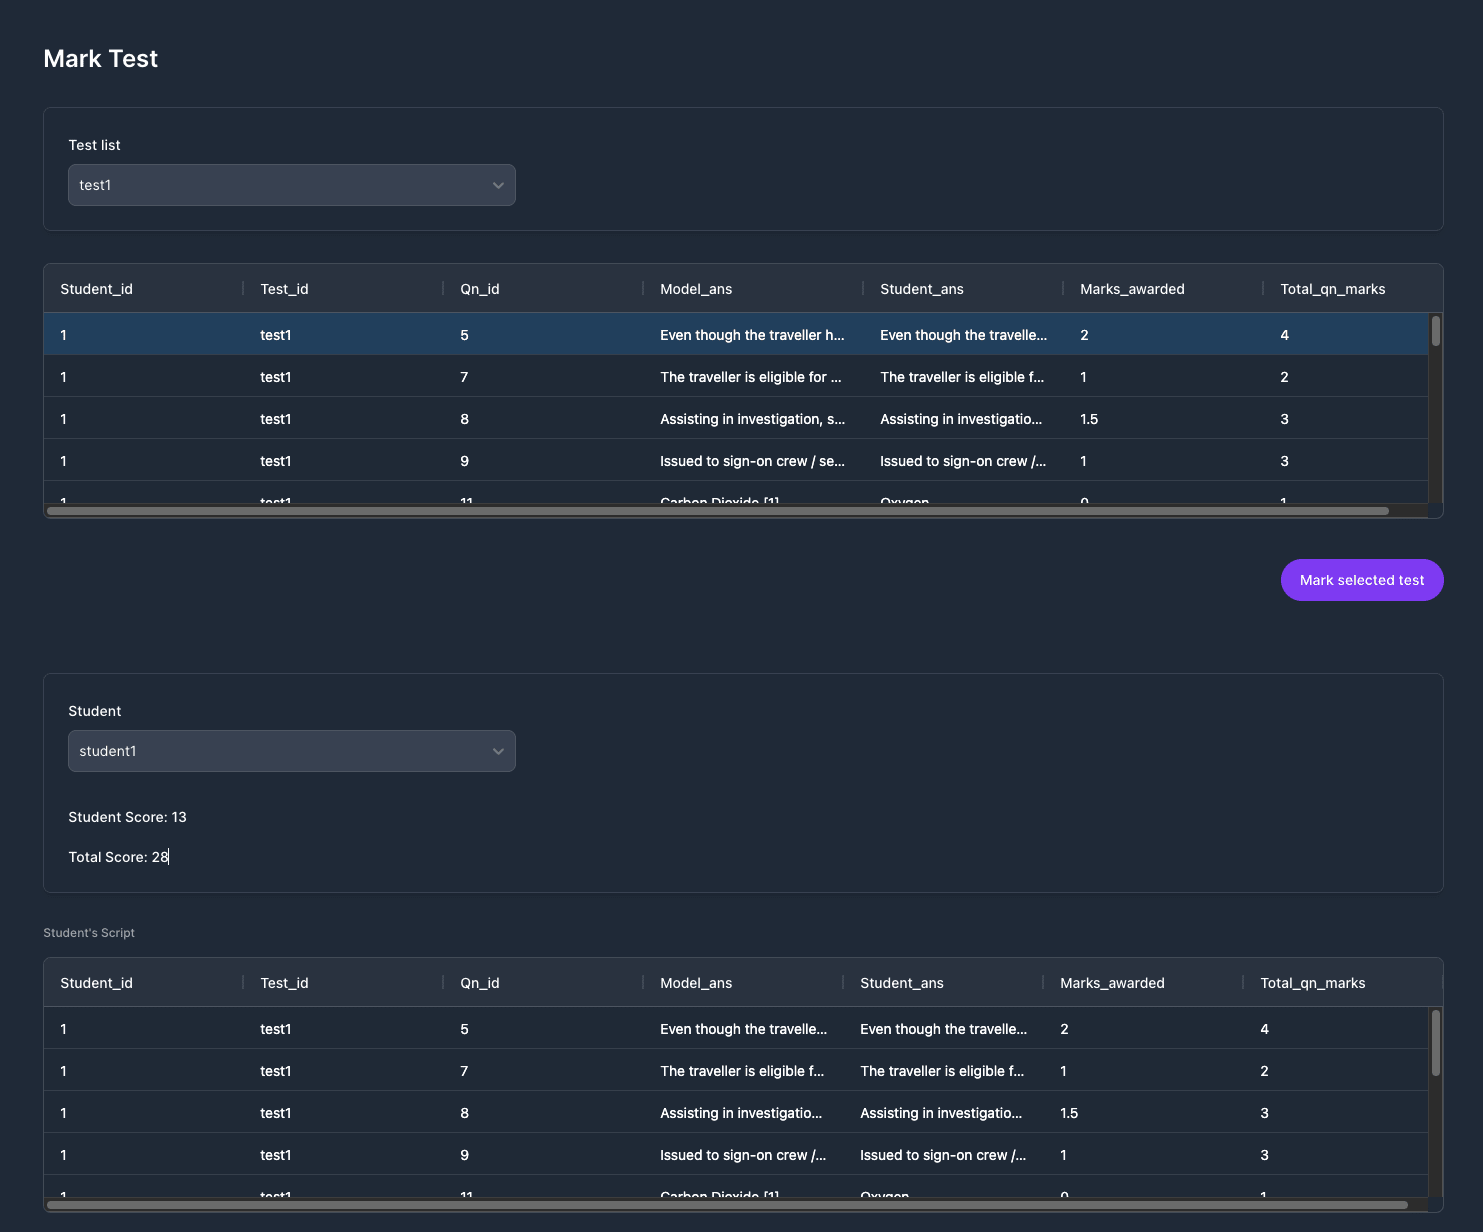 Mark Test
Test list
test1
Student_id Test_id Qn_id Model_ans Student_ans Marks_awarded Total_qn_marks
1 test1 5 Even though the traveller h... Even though the travelle... 2 4
1 test1 7 The traveller is eligible for ... The traveller is eligible f... 1 2
1 test1 8 Assisting in investigation, s... Assisting in investigatio... 1.5 3
1 test1 9 Issued to sign-on crew / se... Issued to sign-on crew /... 1 3
1 test1 11 Carbon Dioxide [1] Oxygen 0 1
Mark selected test
Student
student1
Student Score: 13
Total Score: 28
Student's Script
Student_id Test_id Qn_id Model_ans Student_ans Marks_awarded Total_qn_marks
1 test1 5 Even though the travelle... Even though the travelle... 2 4
1 test1 7 The traveller is eligible f... The traveller is eligible f... 1 2
1 test1 8 Assisting in investigatio... Assisting in investigatio... 1.5 3
1 test1 9 Issued to sign-on crew /... Issued to sign-on crew /... 1 3
1 test1 11 Carbon Dioxide [1] Oxygen 0 1